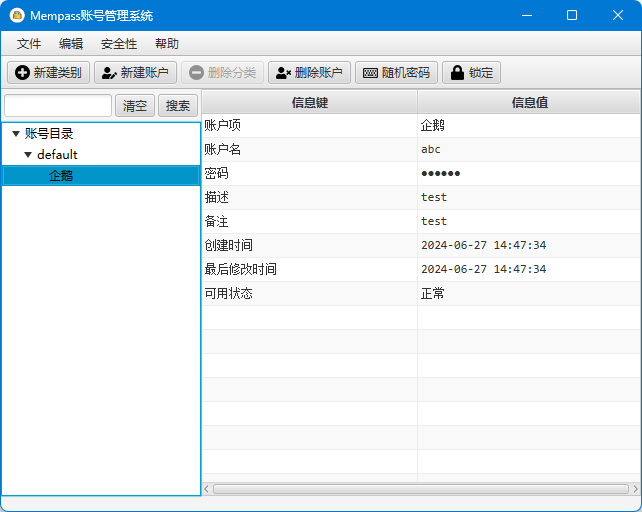 Mempass账号管理系统
文件 编辑 安全性 帮助
新建类别 新建账户 删除分类 删除账户 随机密码 锁定
清空 搜索
账号目录
default
企鹅
信息键 信息值
账户项 企鹅
账户名 abc
密码 ●●●●●●
描述 test
备注 test
创建时间 2024-06-27 14:47:34
最后修改时间 2024-06-27 14:47:34
可用状态 正常